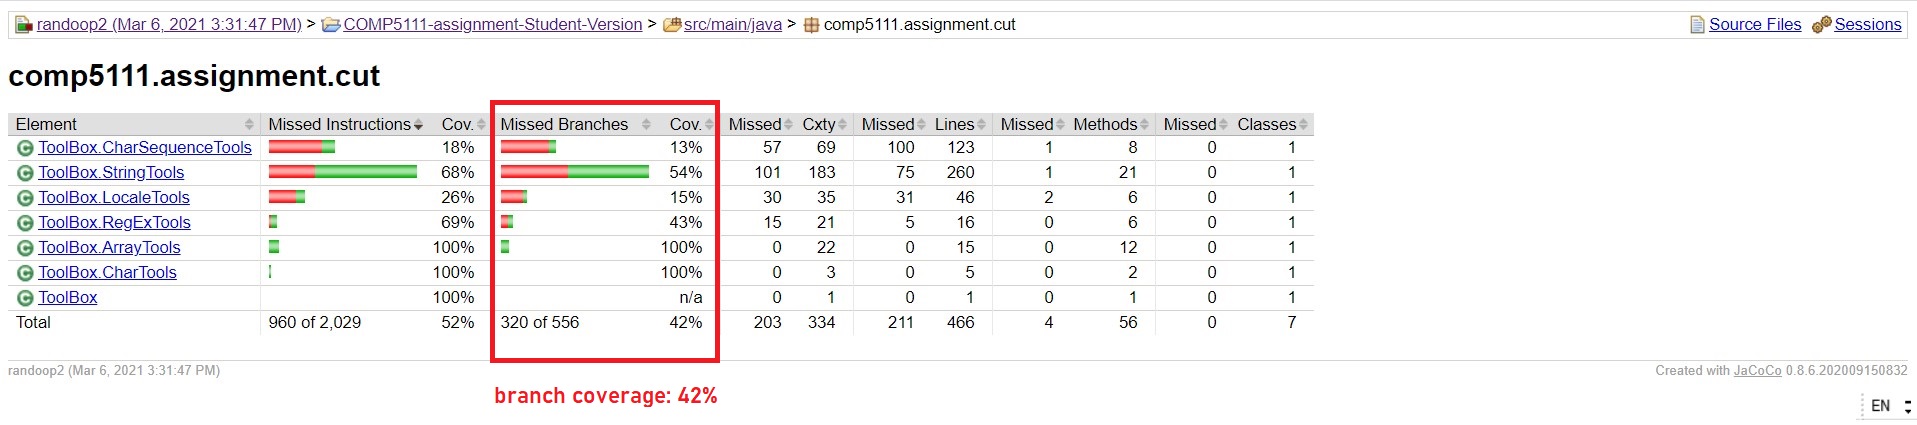 randoop2 (Mar 6, 2021 3:31:47 PM) > COMP5111-assignment-Student-Version > src/main/java > comp5111.assignment.cut Source Files Sessions
comp5111.assignment.cut
Element Missed Instructions Cov. Missed Branches Cov. Missed Cxty Missed Lines Missed Methods Missed Classes
ToolBox.CharSequenceTools 18% 13% 57 69 100 123 1 8 0 1
ToolBox.StringTools 68% 54% 101 183 75 260 1 21 0 1
ToolBox.LocaleTools 26% 15% 30 35 31 46 2 6 0 1
ToolBox.RegExTools 69% 43% 15 21 5 16 0 6 0 1
ToolBox.ArrayTools 100% 100% 0 22 0 15 0 12 0 1
ToolBox.CharTools 100% 100% 0 3 0 5 0 2 0 1
ToolBox 100% n/a 0 1 0 1 0 1 0 1
Total 960 of 2,029 52% 320 of 556 42% 203 334 211 466 4 56 0 7
randoop2 (Mar 6, 2021 3:31:47 PM) Created with JaCoCo 0.8.6.202009150832
branch coverage: 42%
EN